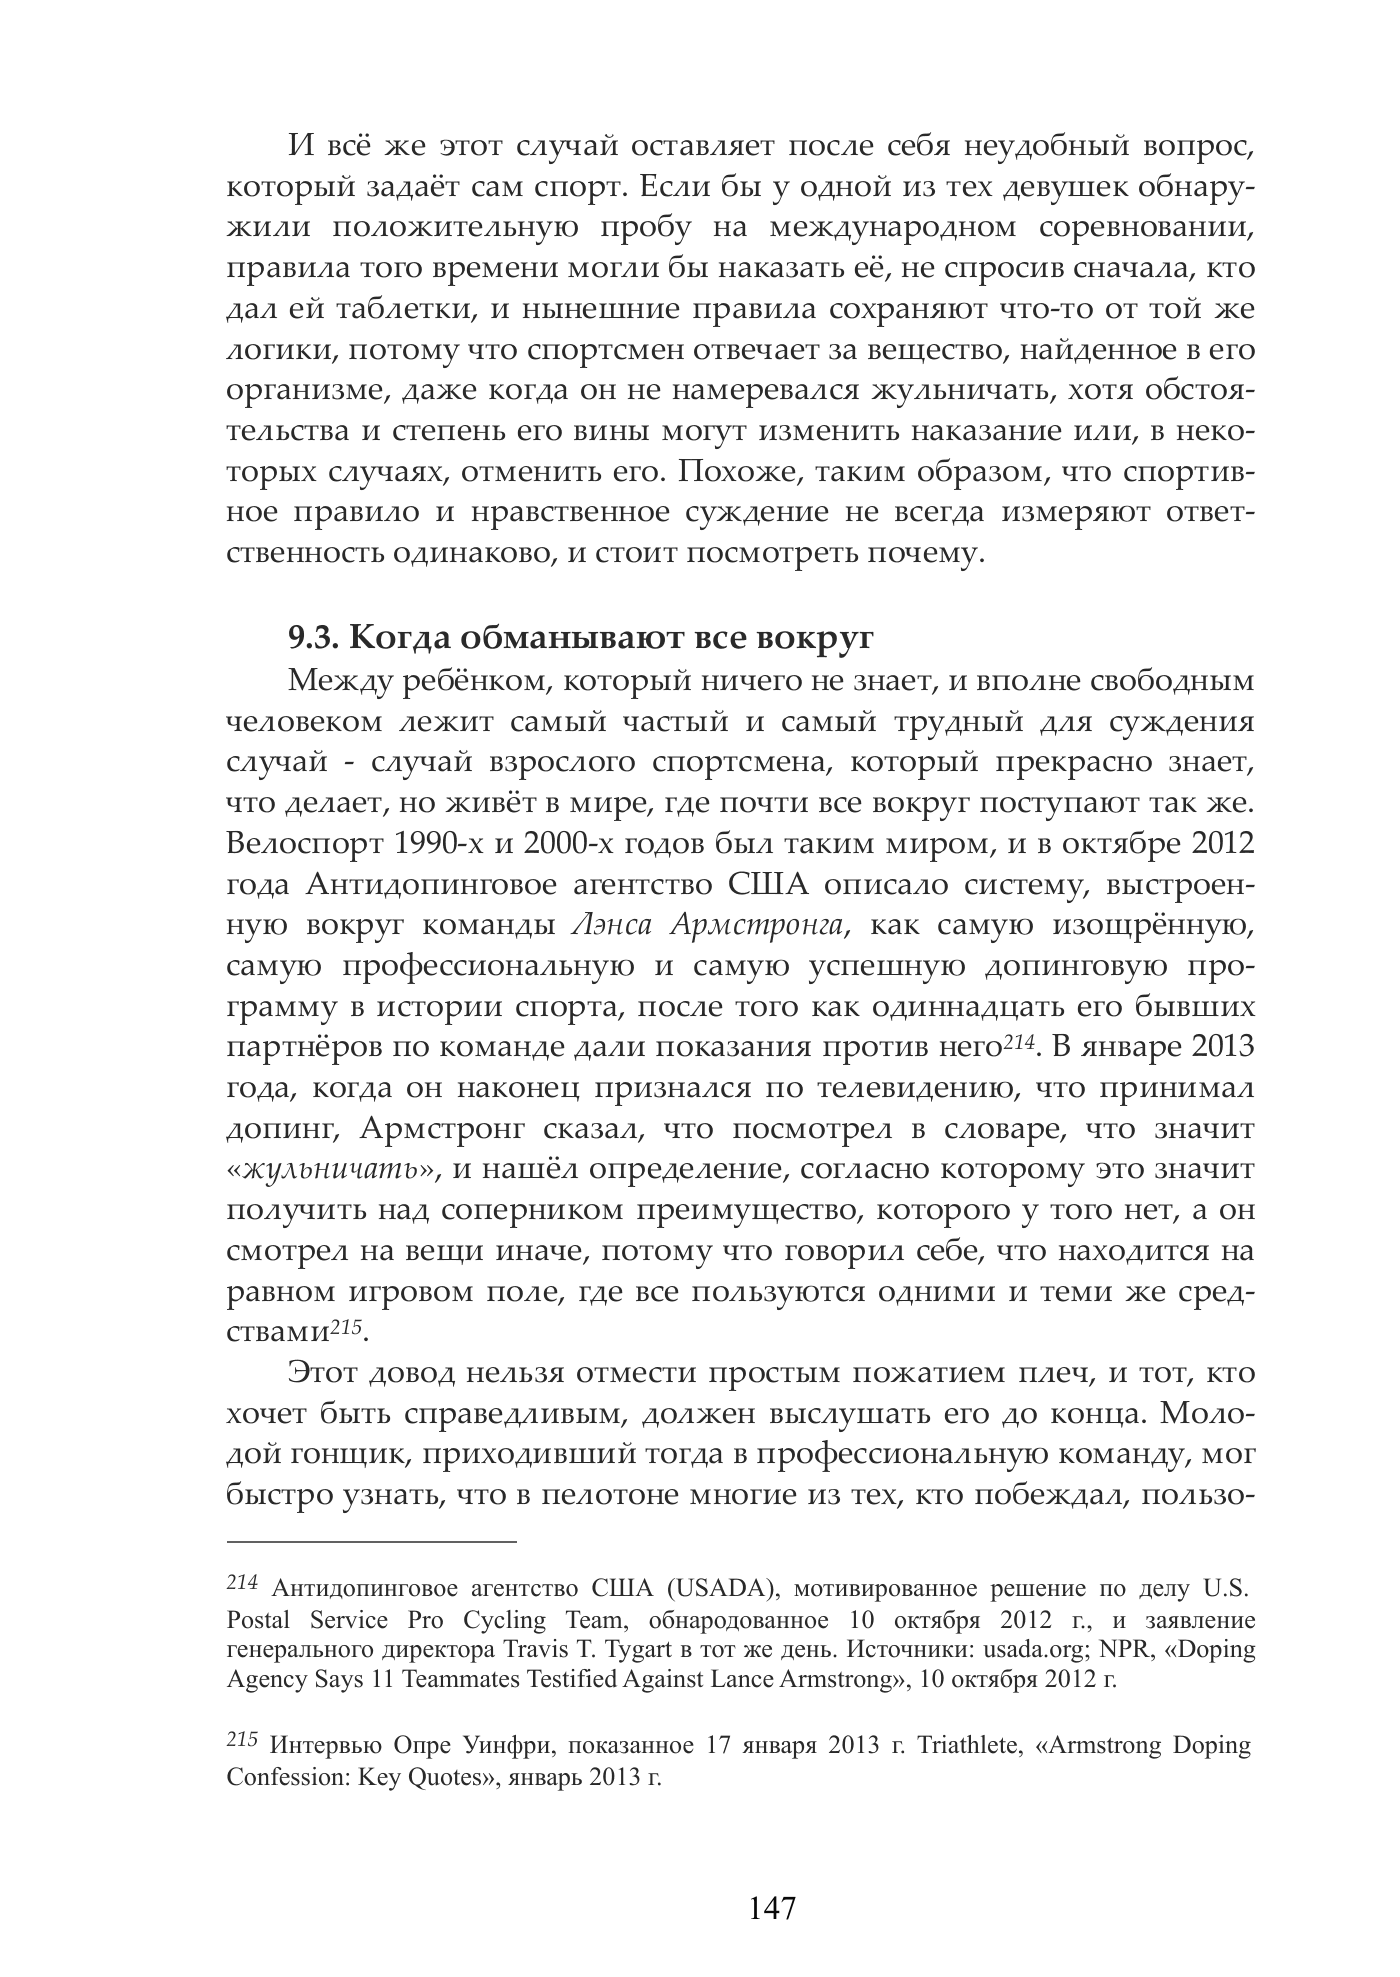 И всё же этот случай оставляет после себя неудобный вопрос,
который задаёт сам спорт. Если бы у одной из тех девушек обнару-
жили положительную пробу на международном соревновании,
правила того времени могли бы наказать её, не спросив сначала, кто
дал ей таблетки, и нынешние правила сохраняют что-то от той же
логики, потому что спортсмен отвечает за вещество, найденное в его
организме, даже когда он не намеревался жульничать, хотя обстоя-
тельства и степень его вины могут изменить наказание или, в неко-
торых случаях, отменить его. Похоже, таким образом, что спортив-
ное правило и нравственное суждение не всегда измеряют ответ-
ственность одинаково, и стоит посмотреть почему.
9.3. Когда обманывают все вокруг
Между ребёнком, который ничего не знает, и вполне свободным
человеком лежит самый частый и самый трудный для суждения
случай - случай взрослого спортсмена, который прекрасно знает,
что делает, но живёт в мире, где почти все вокруг поступают так же.
Велоспорт 1990-х и 2000-х годов был таким миром, и в октябре 2012
года Антидопинговое агентство США описало систему, выстроен-
ную вокруг команды Лэнса Армстронга, как самую изощрённую,
самую профессиональную и самую успешную допинговую про-
грамму в истории спорта, после того как одиннадцать его бывших
партнёров по команде дали показания против него214. В январе 2013
года, когда он наконец признался по телевидению, что принимал
допинг, Армстронг сказал, что посмотрел в словаре, что значит
«жульничать», и нашёл определение, согласно которому это значит
получить над соперником преимущество, которого у того нет, а он
смотрел на вещи иначе, потому что говорил себе, что находится на
равном игровом поле, где все пользуются одними и теми же сред-
ствами215.
Этот довод нельзя отмести простым пожатием плеч, и тот, кто
хочет быть справедливым, должен выслушать его до конца. Моло-
дой гонщик, приходивший тогда в профессиональную команду, мог
быстро узнать, что в пелотоне многие из тех, кто побеждал, пользо-
214 Антидопинговое агентство США (USADA), мотивированное решение по делу U.S.
Postal Service Pro Cycling Team, обнародованное 10 октября 2012 г., и заявление
генерального директора Travis T. Tygart в тот же день. Источники: usada.org; NPR, «Doping
Agency Says 11 Teammates Testified Against Lance Armstrong», 10 октября 2012 г.
215 Интервью Опре Уинфри, показанное 17 января 2013 г. Triathlete, «Armstrong Doping
Confession: Key Quotes», январь 2013 г.
147